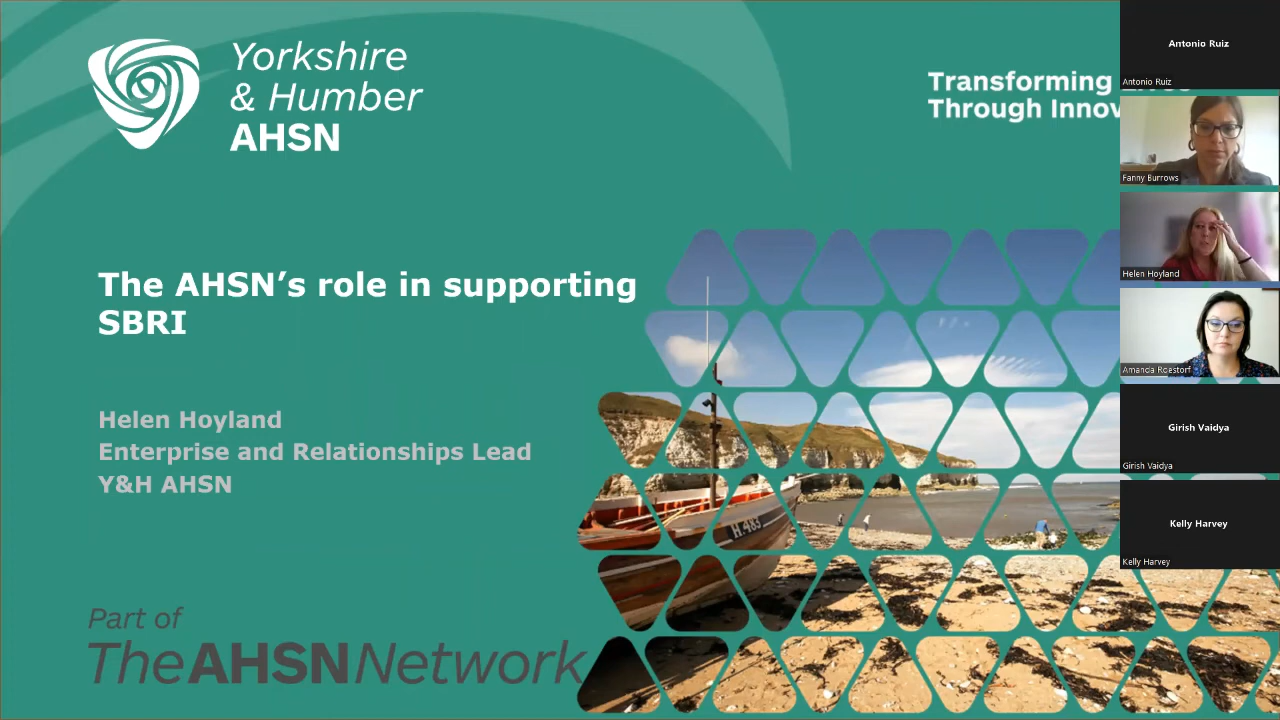 Yorkshire
& Humber
AHSN
Transforming
Through Innov
The AHSN’s role in supporting
SBRI
Helen Hoyland
Enterprise and Relationships Lead
Y&H AHSN
H 483
Part of
TheAHSNNetwork
Antonio Ruiz
Antonio Ruiz
Fanny Burrows
Helen Hoyland
Amanda Roestorf
Girish Vaidya
Girish Vaidya
Kelly Harvey
Kelly Harvey